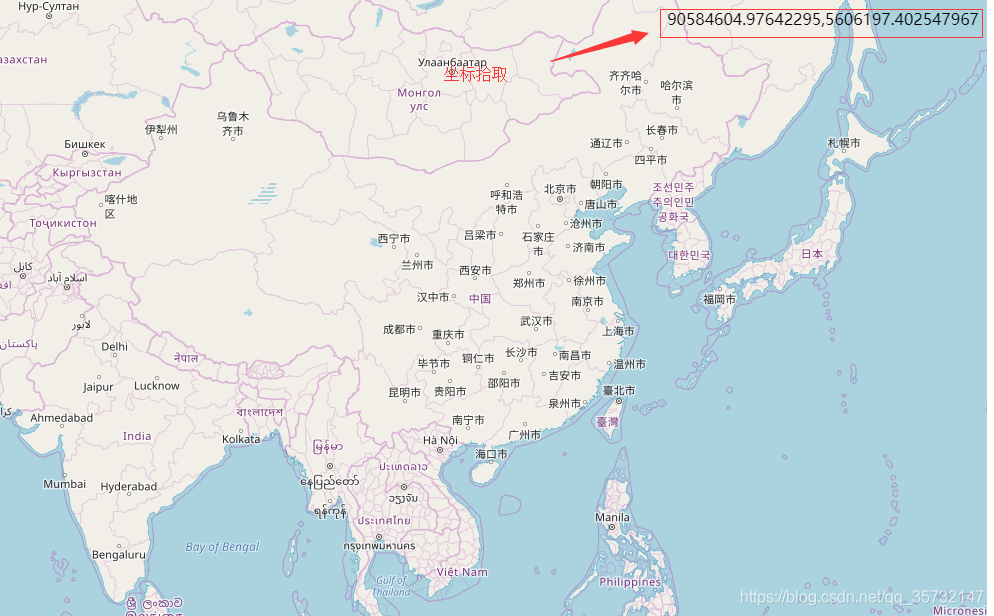 Нур-Султан
90584604.97642295,5606197.402547967
азахстан
Улаанбаатар
坐标拾取
齐齐哈
尔市
哈尔滨
市
Монгол
улс
乌鲁木
齐市
伊犁州
长春市
Бишкек
通辽市
札幌市
四平市
Кыргызстан
朝阳市
조선민주
주의인민
공화국
呼和浩
特市
北京市
喀什地
区
唐山市
Тоҷикистон
沧州市
西宁市
吕梁市
石家庄
市
济南市
대한민국
日本
كابل
兰州市
西安市
اسلام آباد
郑州市
徐州市
汉中市
中国
南京市
福岡市
لاہور
武汉市
成都市
重庆市
上海市
پاکستان
Delhi
नेपाल
毕节市
铜仁市
长沙市
南昌市
温州市
Jaipur
Lucknow
昆明市
贵阳市
邵阳市
吉安市
臺北市
Ahmedabad
বাংলাদেশ
泉州市
南宁市
臺灣
India
Kolkata
မြန်မာ
Hà Nội
广州市
海口市
ປະເທດລາວ
Mumbai
Hyderabad
နေပြည်တော်
ວຽງຈັນ
ရန်ကုန်
ประเทศไทย
Manila
Bay of Bengal
กรุงเทพมหานคร
Bengaluru
Việt Nam
Gulf of
Thailand
Philippines
ශ්‍රී ලංකාව
இலங்கை
https://blog.csdn.net/qq_35732147
Micrones